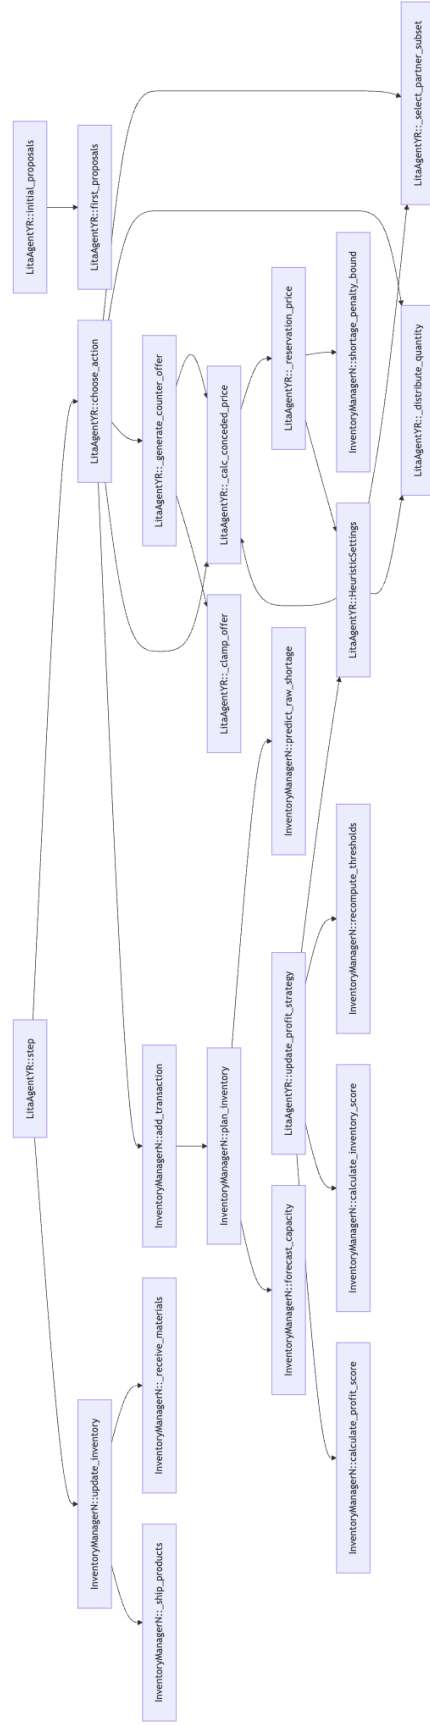 LitaAgentYR::initial_proposals
LitaAgentYR::first_proposals
LitaAgentYR::step
LitaAgentYR::choose_action
InventoryManagerN::update_inventory
LitaAgentYR::_generate_counter_offer
InventoryManagerN::add_transaction
InventoryManagerN::_receive_materials
InventoryManagerN::_ship_products
LitaAgentYR::_calc_conceded_price
LitaAgentYR::_clamp_offer
InventoryManagerN::plan_inventory
LitaAgentYR::_reservation_price
InventoryManagerN::predict_raw_shortage
LitaAgentYR::update_profit_strategy
InventoryManagerN::forecast_capacity
InventoryManagerN::shortage_penalty_bound
LitaAgentYR::HeuristicSettings
InventoryManagerN::recompute_thresholds
InventoryManagerN::calculate_inventory_score
InventoryManagerN::calculate_profit_score
LitaAgentYR::_select_partner_subset
LitaAgentYR::_distribute_quantity